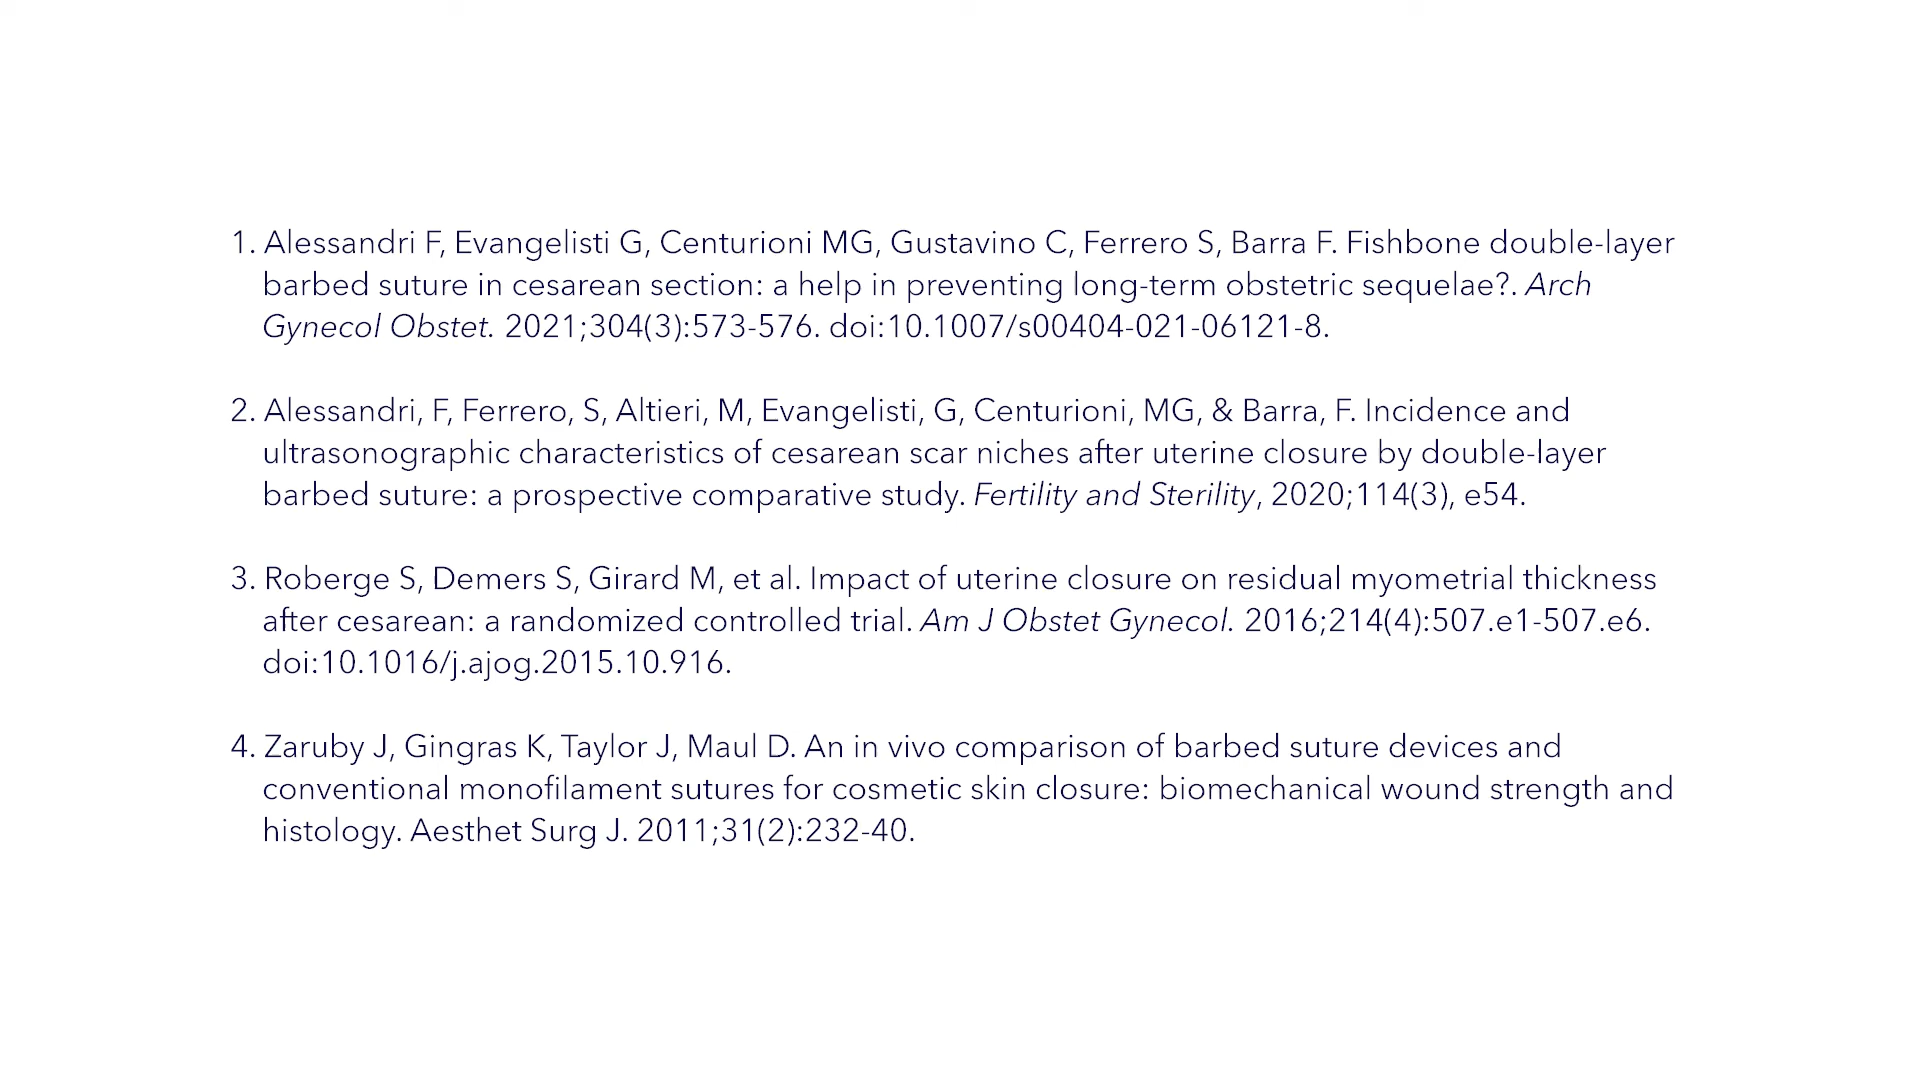 1. Alessandri F, Evangelisti G, Centurioni MG, Gustavino C, Ferrero S, Barra F. Fishbone double-layer
barbed suture in cesarean section: a help in preventing long-term obstetric sequelae?. Arch
Gynecol Obstet. 2021;304(3):573-576. doi:10.1007/s00404-021-06121-8.
2. Alessandri, F, Ferrero, S, Altieri, M, Evangelisti, G, Centurioni, MG, & Barra, F. Incidence and
ultrasonographic characteristics of cesarean scar niches after uterine closure by double-layer
barbed suture: a prospective comparative study. Fertility and Sterility, 2020;114(3), e54.
3. Roberge S, Demers S, Girard M, et al. Impact of uterine closure on residual myometrial thickness
after cesarean: a randomized controlled trial. Am J Obstet Gynecol. 2016;214(4):507.e1-507.e6.
doi:10.1016/j.ajog.2015.10.916.
4. Zaruby J, Gingras K, Taylor J, Maul D. An in vivo comparison of barbed suture devices and
conventional monofilament sutures for cosmetic skin closure: biomechanical wound strength and
histology. Aesthet Surg J. 2011;31(2):232-40.